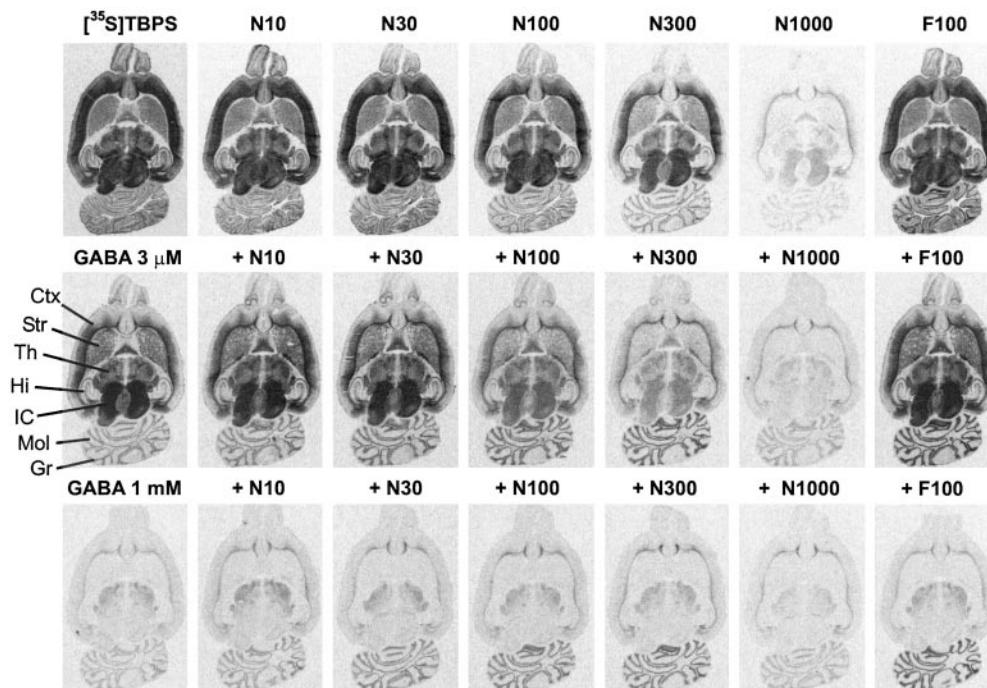 [³⁵S]TBPS N10 N30 N100 N300 N1000 F100
GABA 3 μM + N10 + N30 + N100 + N300 + N1000 + F100
Ctx
Str
Th
Hi
IC
Mol
Gr
GABA 1 mM + N10 + N30 + N100 + N300 + N1000 + F100